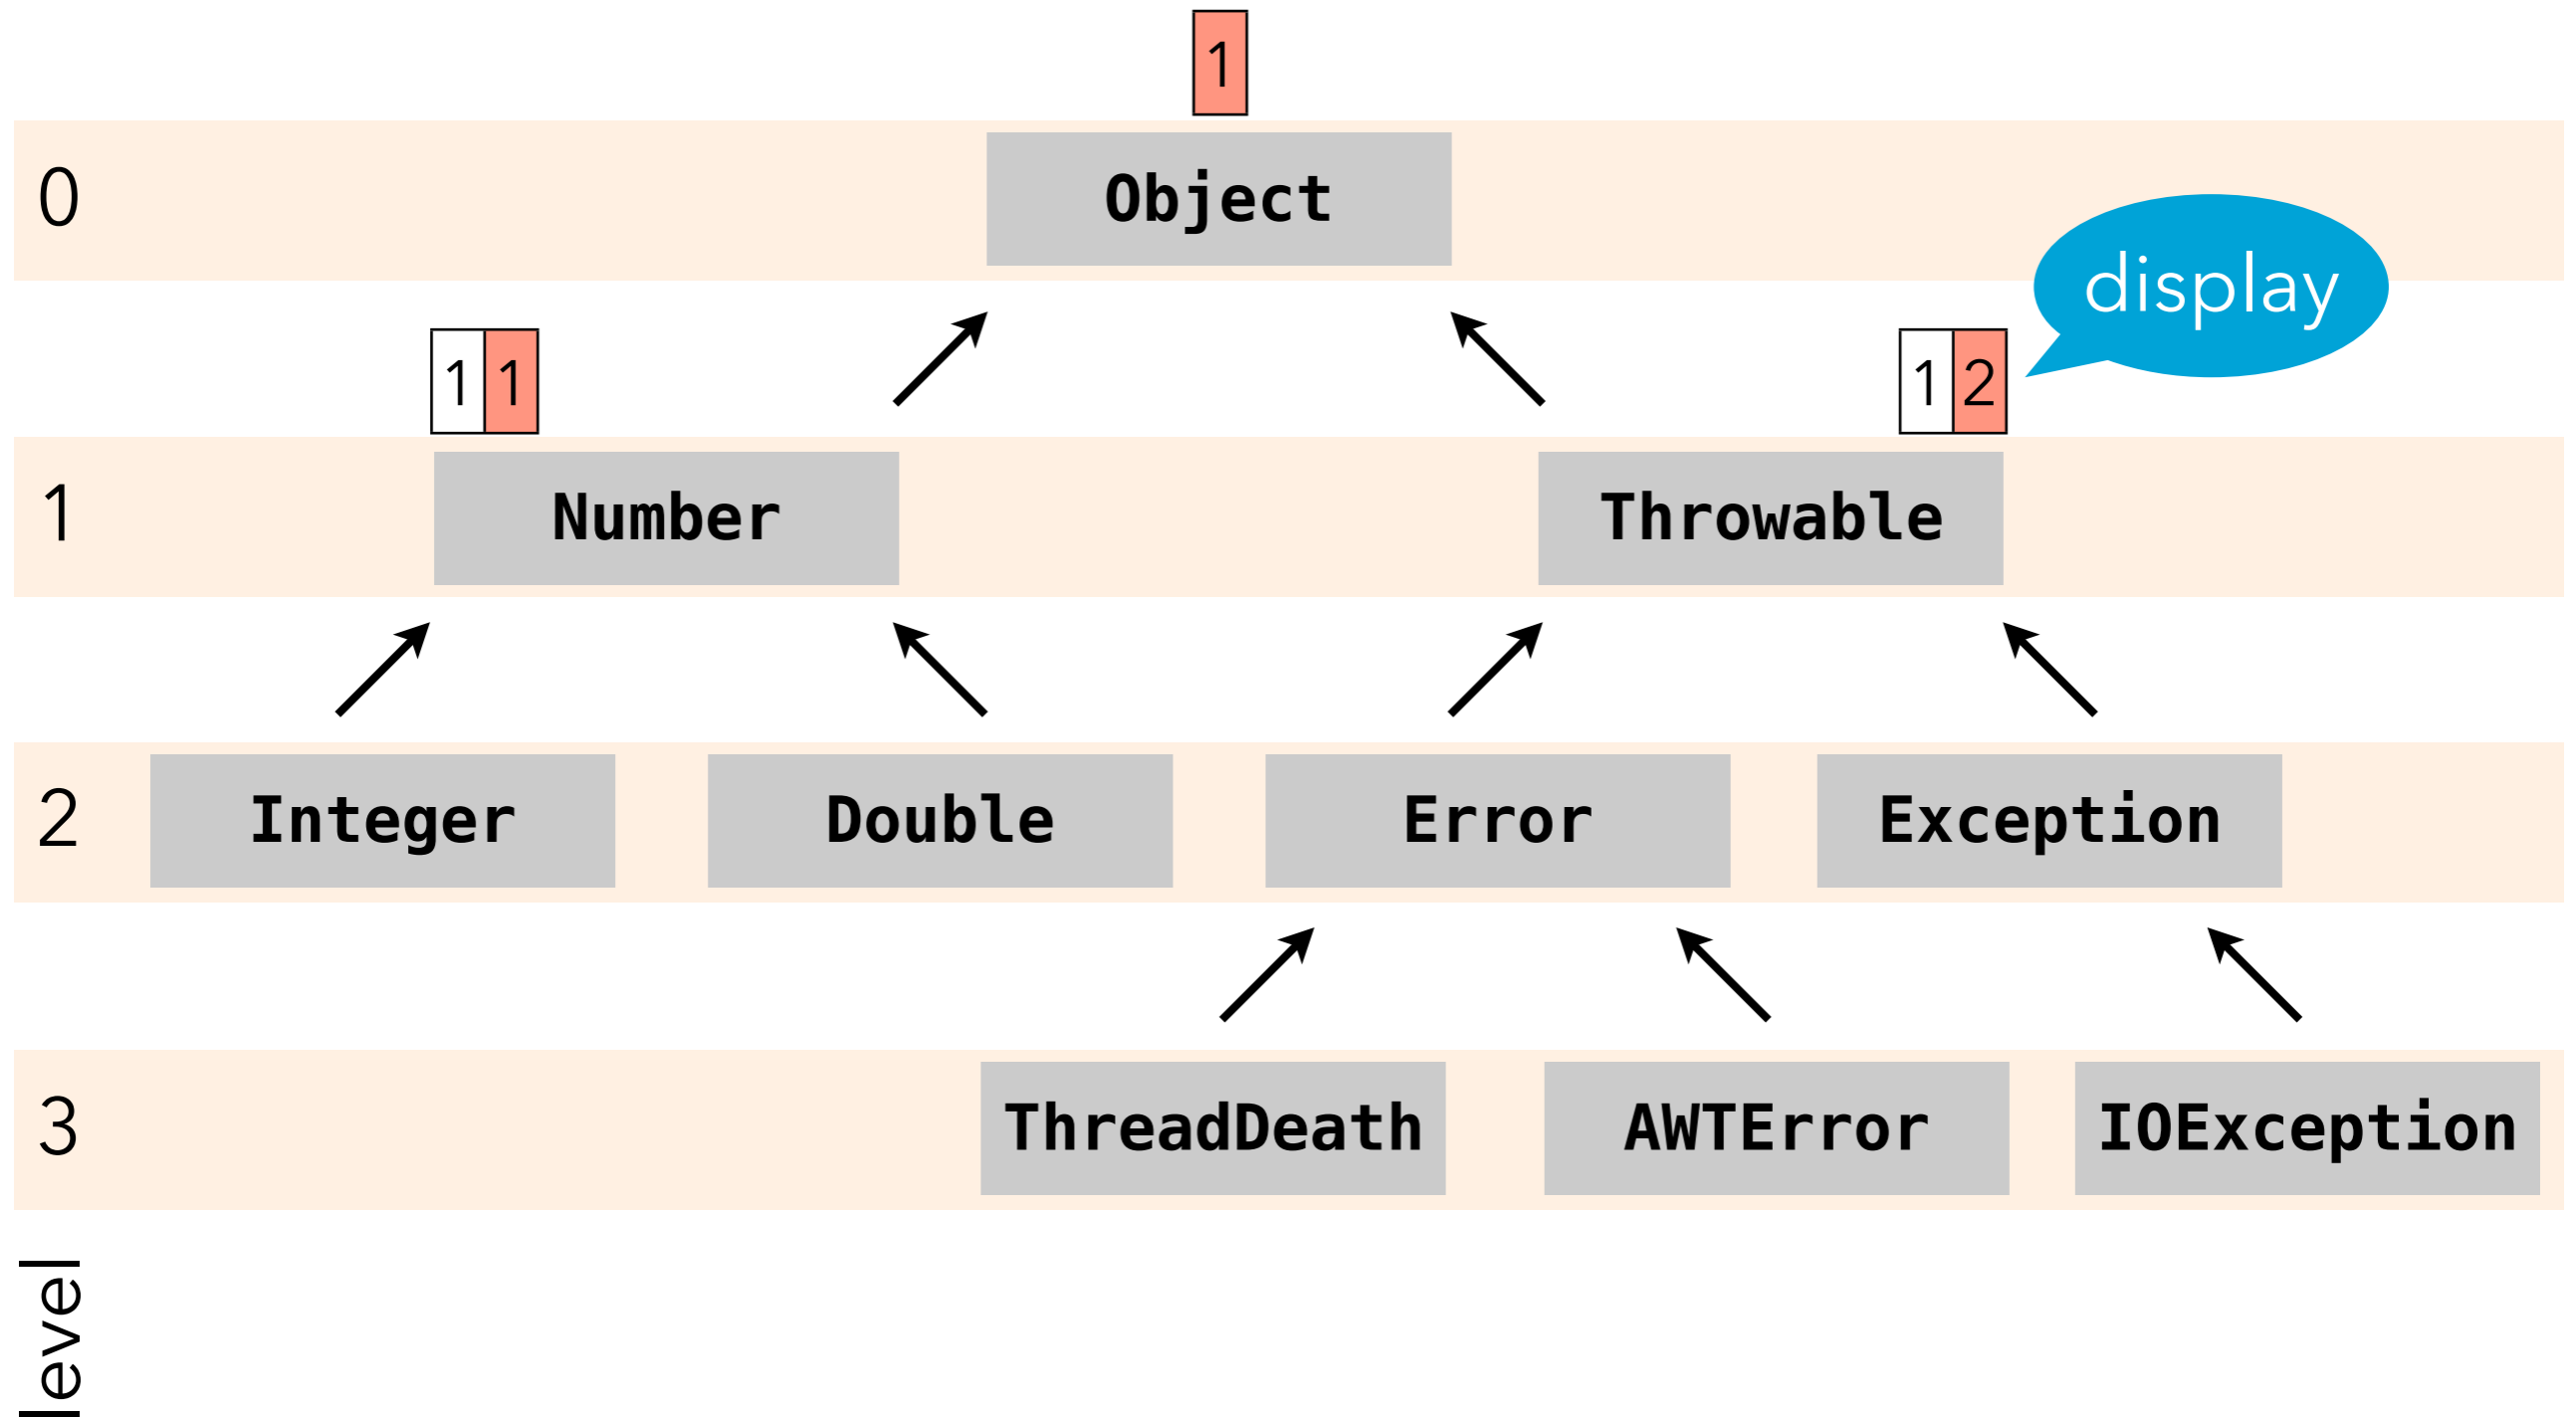 1
0
Object
display
1 1
1 2
1
Number
Throwable
2
Integer
Double
Error
Exception
3
ThreadDeath
AWTError
IOException
level